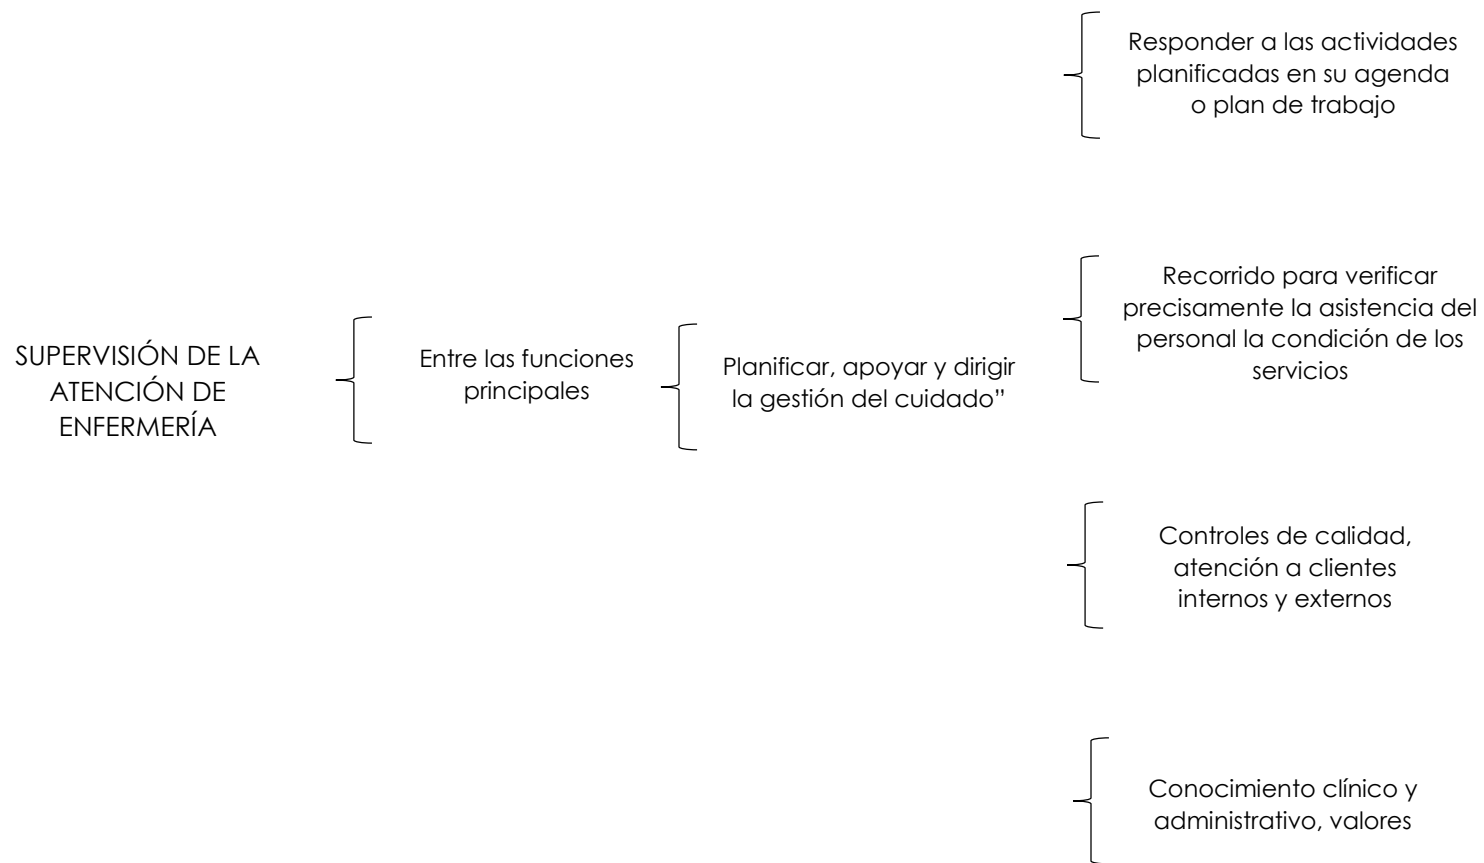 SUPERVISIÓN DE LA
ATENCIÓN DE
ENFERMERÍA
Entre las funciones
principales
Planificar, apoyar y dirigir
la gestión del cuidado”
Responder a las actividades
planificadas en su agenda
o plan de trabajo
Recorrido para verificar
precisamente la asistencia del
personal la condición de los
servicios
Controles de calidad,
atención a clientes
internos y externos
Conocimiento clínico y
administrativo, valores